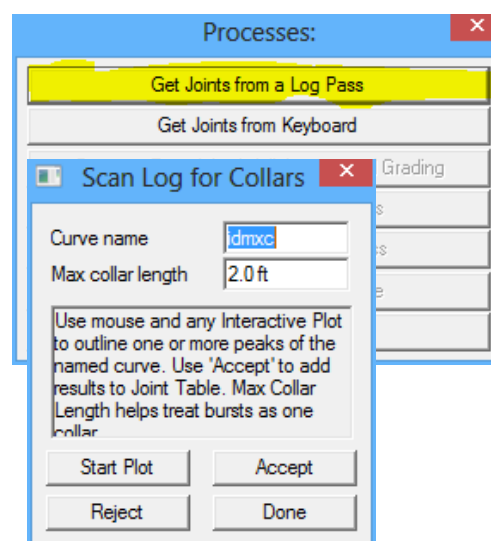 Processes:
Get Joints from a Log Pass
Get Joints from Keyboard
Grading
Scan Log for Collars
Curve name idmxc
Max collar length 2.0 ft
Use mouse and any Interactive Plot
to outline one or more peaks of the
named curve. Use 'Accept' to add
results to Joint Table. Max Collar
Length helps treat bursts as one
collar
Start Plot Accept
Reject Done